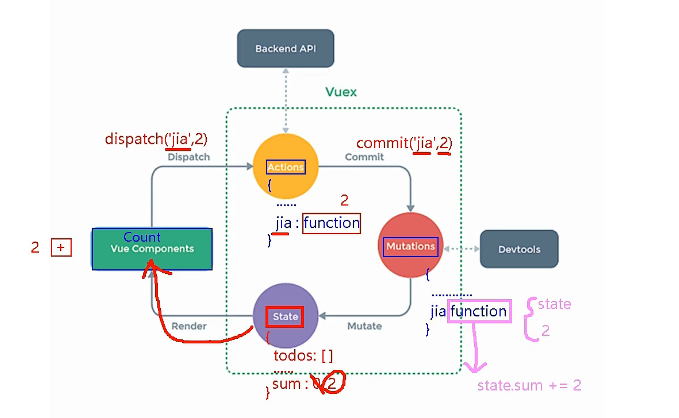 Backend API
Vuex
dispatch('jia',2)
commit('jia',2)
Dispatch
Commit
Actions
{
......
2
jia : function
}
Count
2 +
Vue Components
Mutations
Devtools
{
.........
jia function
}
state
2
State
Render
Mutate
{
todos: [ ]
....
sum : 0 2
}
state.sum += 2